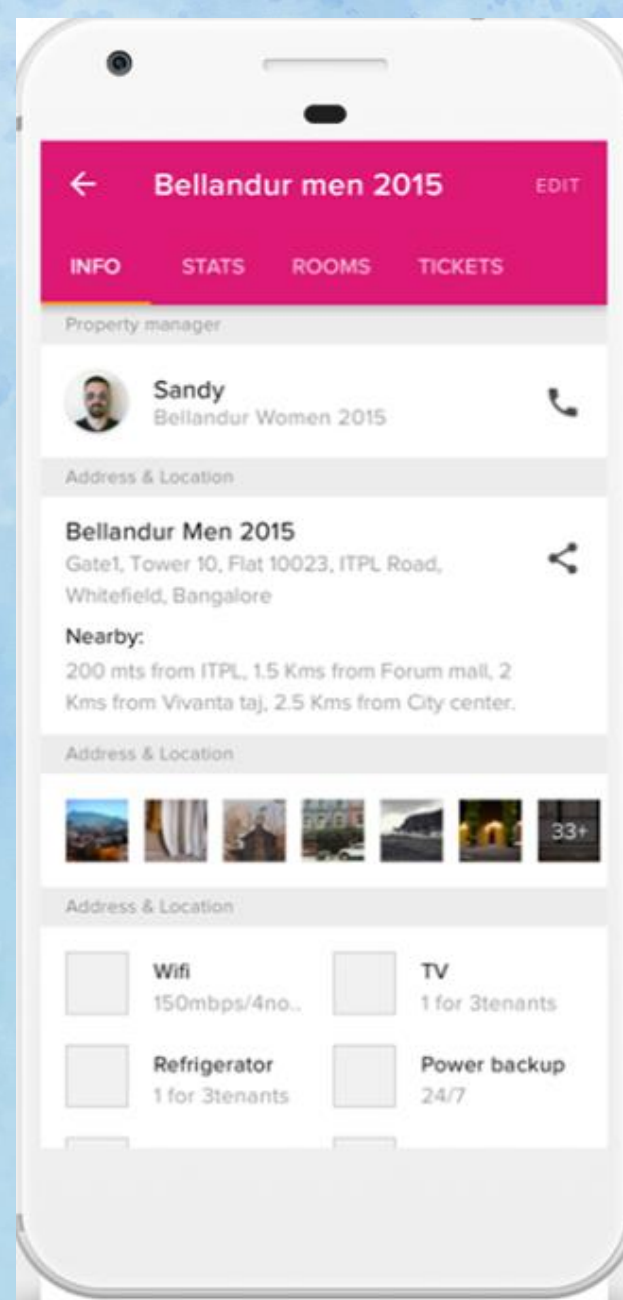 Bellandur men 2015 EDIT
INFO STATS ROOMS TICKETS
Property manager
Sandy
Bellandur Women 2015
Address & Location
Bellandur Men 2015
Gate1, Tower 10, Flat 10023, ITPL Road,
Whitefield, Bangalore
Nearby:
200 mts from ITPL, 1.5 Kms from Forum mall, 2
Kms from Vivanta taj, 2.5 Kms from City center.
Address & Location
33+
Address & Location
Wifi TV
150mbps/4no.. 1 for 3tenants
Refrigerator Power backup
1 for 3tenants 24/7